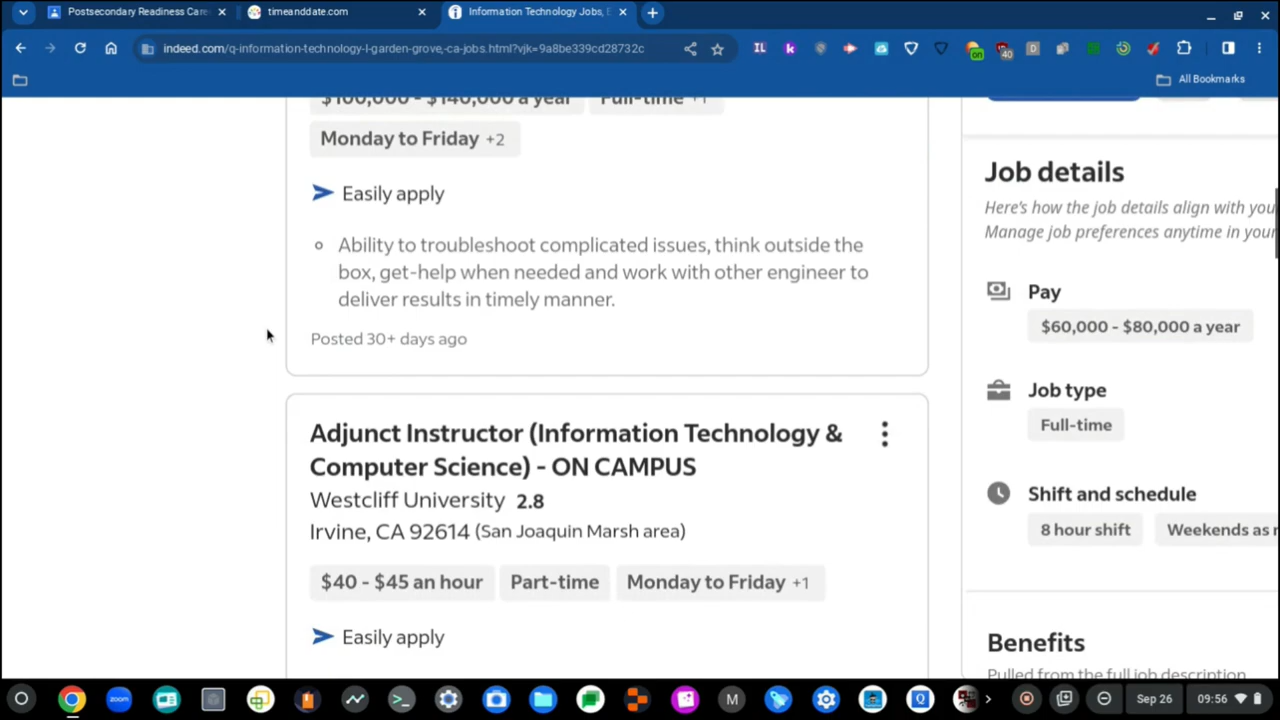 Postsecondary Readiness Care
timeanddate.com
Information Technology Jobs, E
indeed.com/q-information-technology-l-garden-grove,-ca-jobs.html?vjk=9a8be339cd28732c
All Bookmarks
$100,000 - $140,000 a year
Full-time +1
Monday to Friday +2
Easily apply
Ability to troubleshoot complicated issues, think outside the
box, get-help when needed and work with other engineer to
deliver results in timely manner.
Posted 30+ days ago
Adjunct Instructor (Information Technology &
Computer Science) - ON CAMPUS
Westcliff University 2.8
Irvine, CA 92614 (San Joaquin Marsh area)
$40 - $45 an hour
Part-time
Monday to Friday +1
Easily apply
Job details
Here's how the job details align with you
Manage job preferences anytime in your
Pay
$60,000 - $80,000 a year
Job type
Full-time
Shift and schedule
8 hour shift
Weekends as
Benefits
Pulled from the full job description
zoom
M
Q
Sep 26
09:56
IL
k
on
40
D